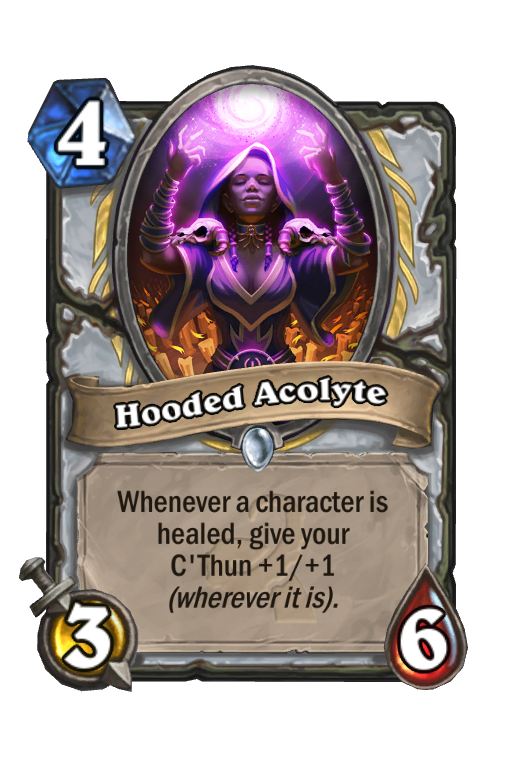 4
Hooded Acolyte
Whenever a character is
healed, give your
C'Thun +1/+1
(wherever it is).
3
6